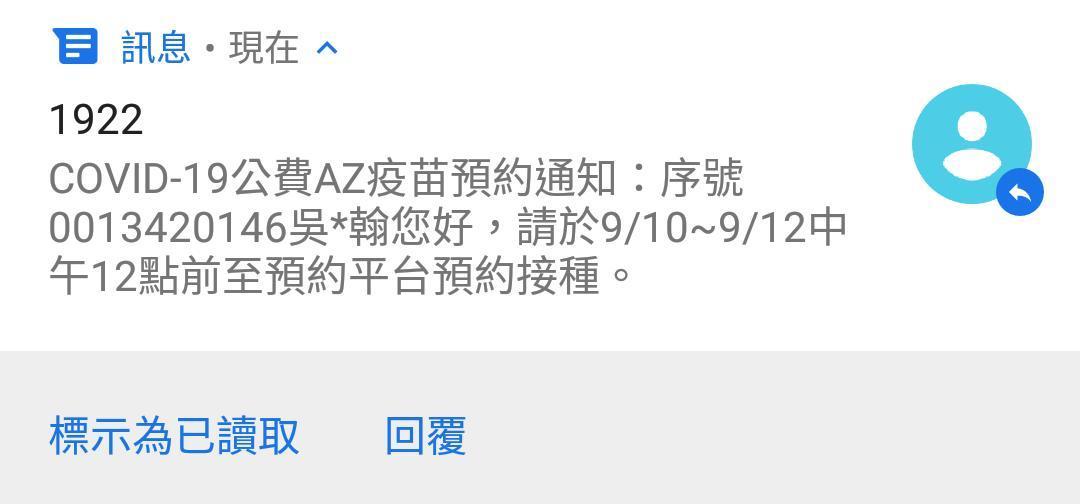 訊息・現在
1922
COVID-19公費AZ疫苗預約通知：序號
0013420146吳*翰您好，請於9/10~9/12中
午12點前至預約平台預約接種。
標示為已讀取 回覆